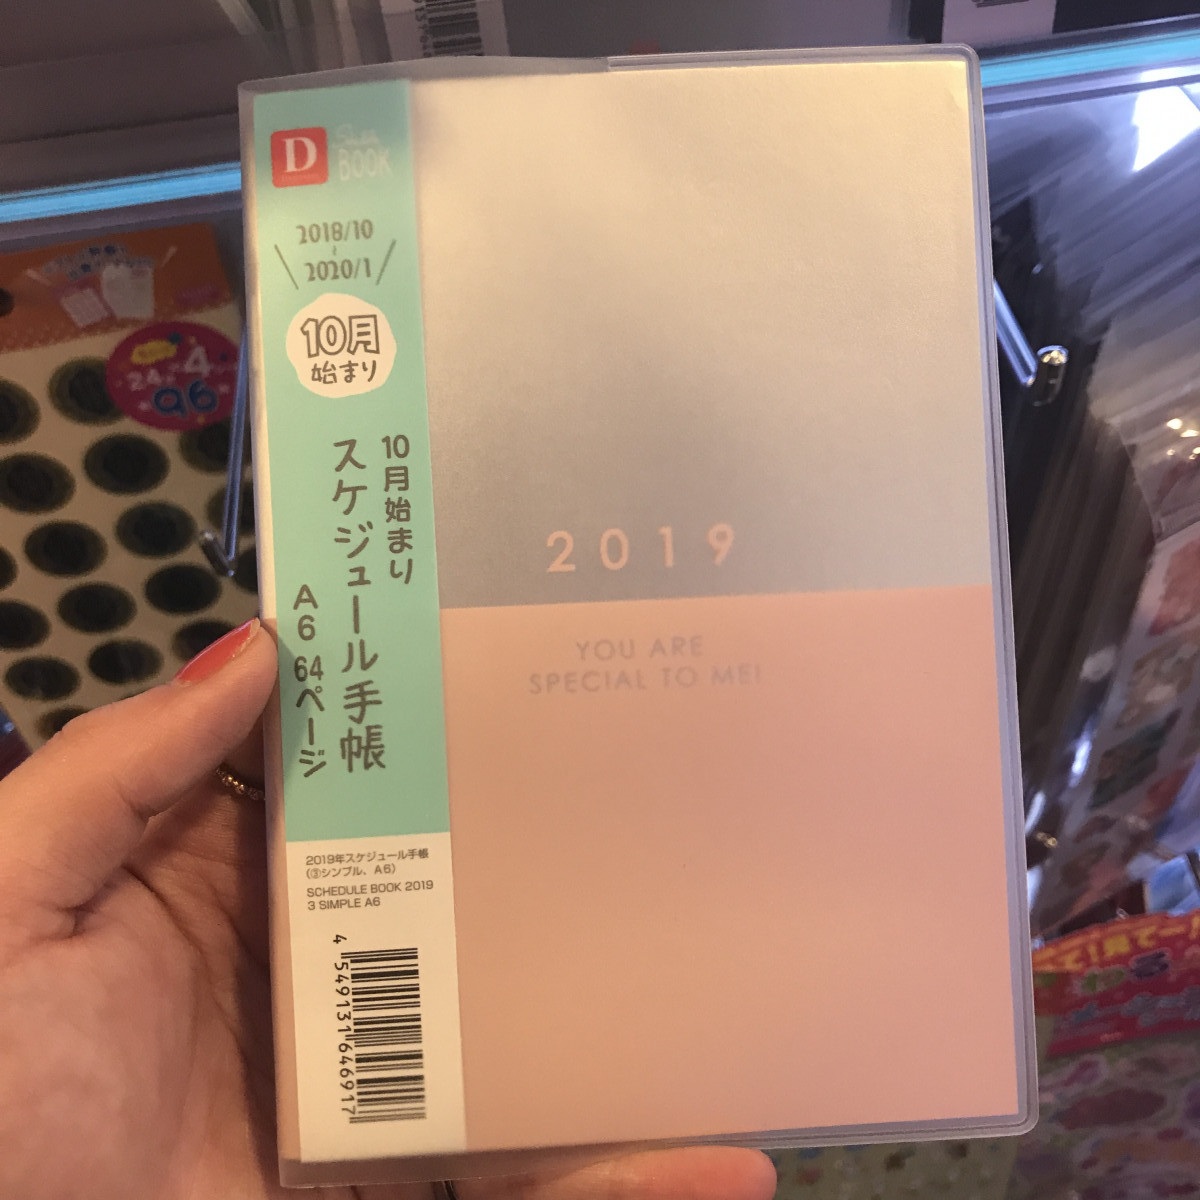 D
BOOK
2018/10
~
2020/1
10月
始まり
10月始まり
スケジュール手帳
A6 64ページ
2019年スケジュール手帳
(③シンプル、A6)
SCHEDULE BOOK 2019
3 SIMPLE A6
4 549131 646917
2019
YOU ARE
SPECIAL TO ME!
24
4
96